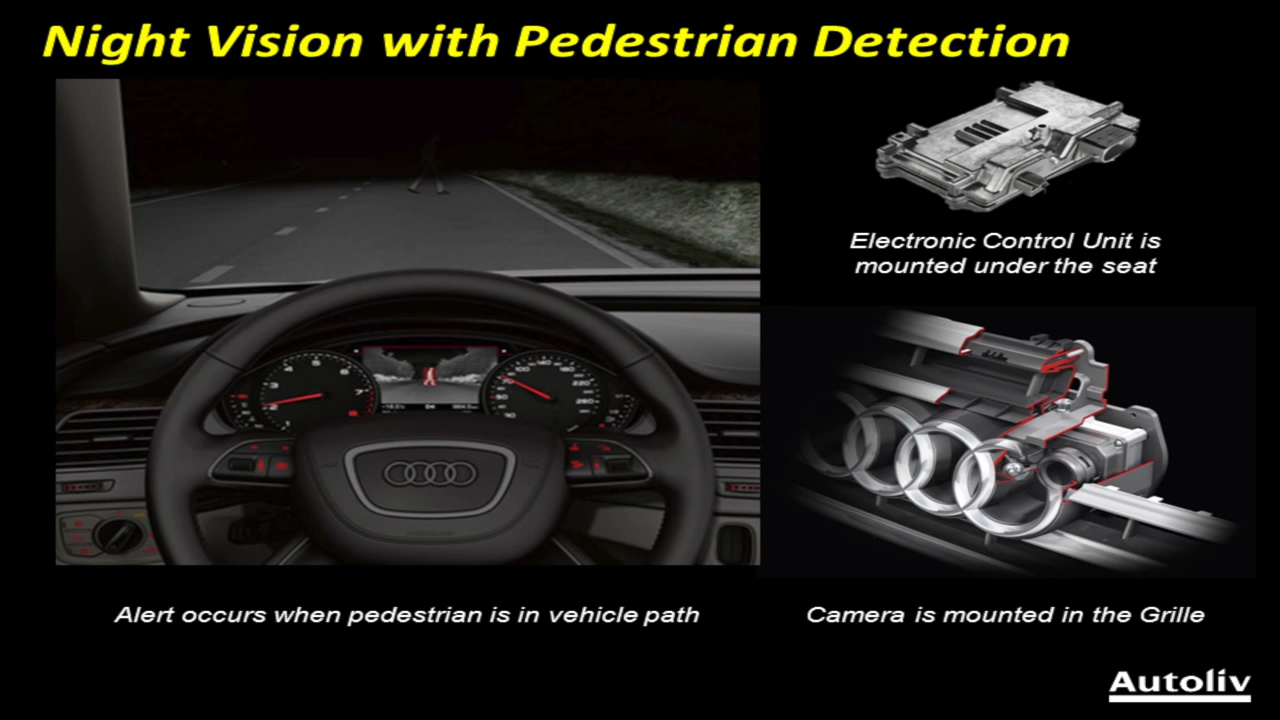 Night Vision with Pedestrian Detection
Electronic Control Unit is
mounted under the seat
Alert occurs when pedestrian is in vehicle path
Camera is mounted in the Grille
Autoliv